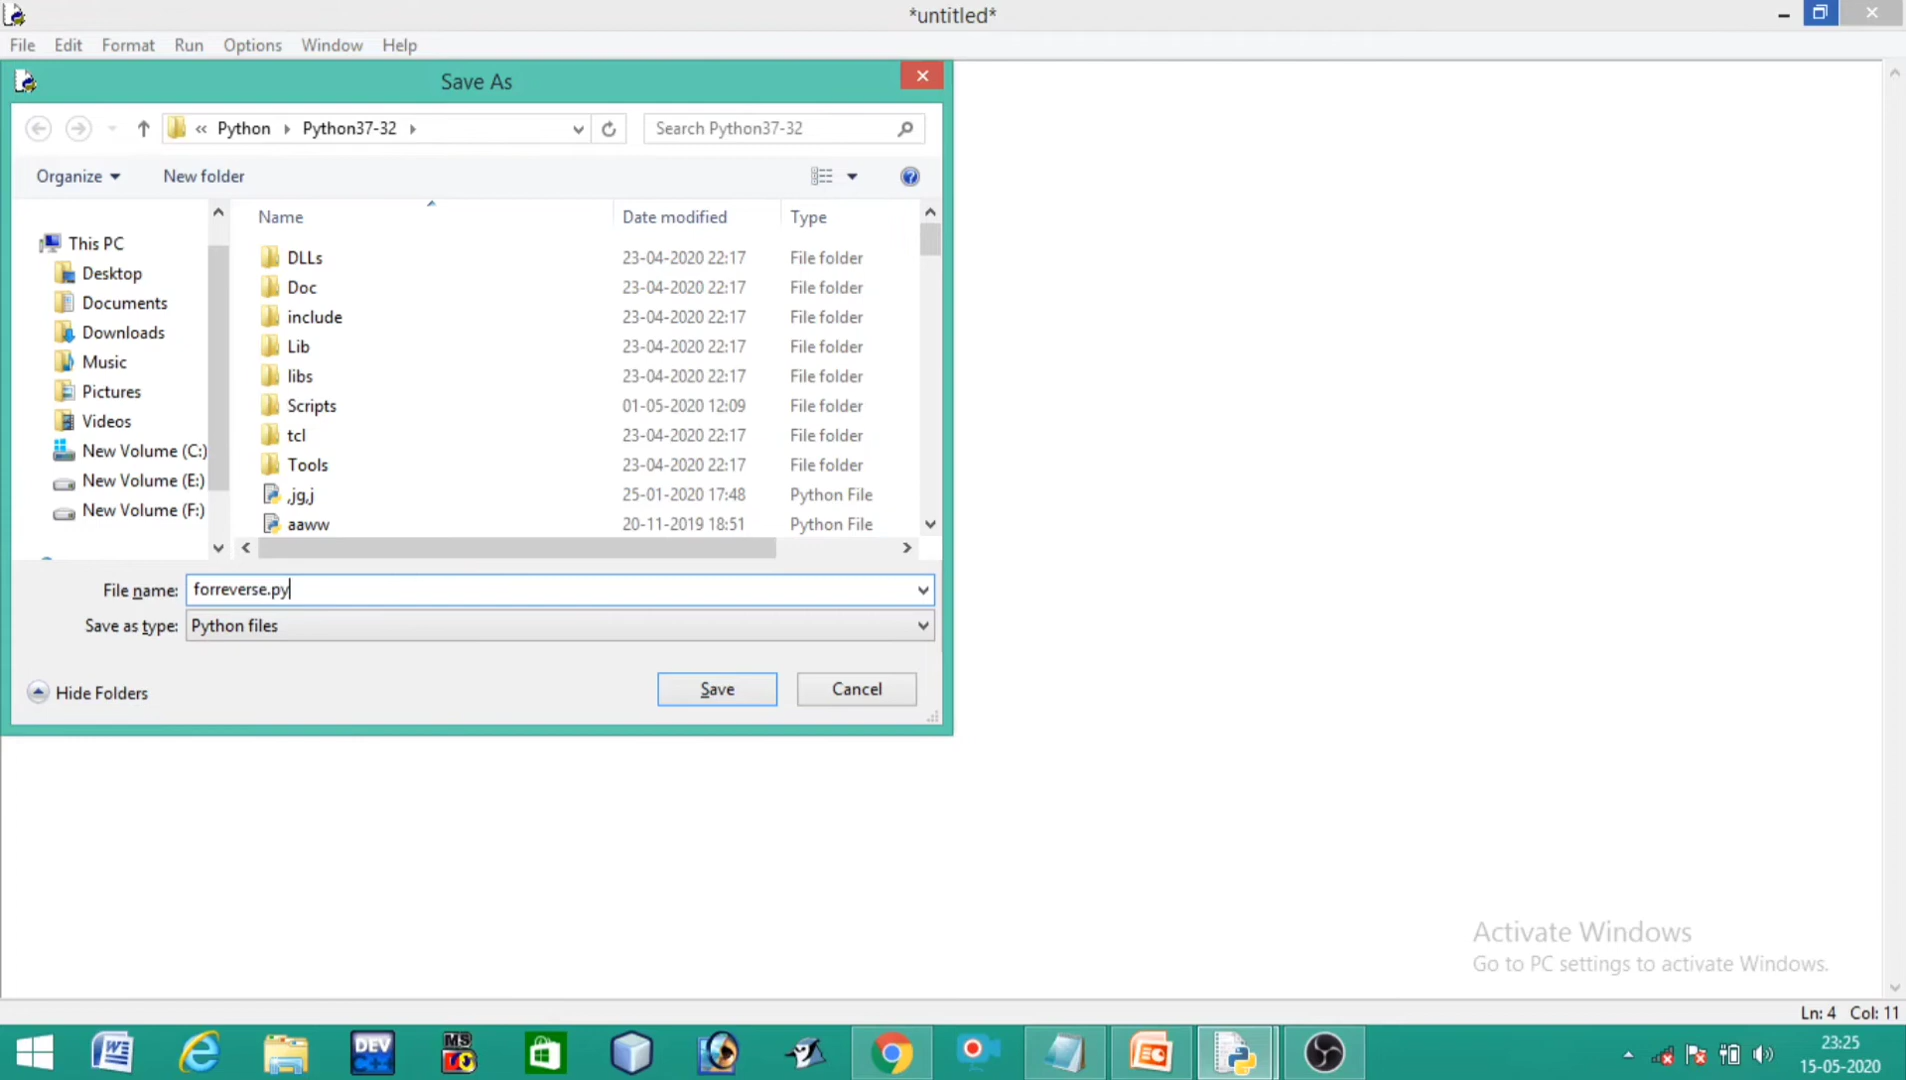 *untitled*
File Edit Format Run Options Window Help
Save As
« Python Python37-32 Search Python37-32
Organize New folder
Name Date modified Type
This PC
Desktop
Documents
Downloads
Music
Pictures
Videos
New Volume (C:)
New Volume (E:)
New Volume (F:)
DLLs 23-04-2020 22:17 File folder
Doc 23-04-2020 22:17 File folder
include 23-04-2020 22:17 File folder
Lib 23-04-2020 22:17 File folder
libs 23-04-2020 22:17 File folder
Scripts 01-05-2020 12:09 File folder
tcl 23-04-2020 22:17 File folder
Tools 23-04-2020 22:17 File folder
,jg,j 25-01-2020 17:48 Python File
aaww 20-11-2019 18:51 Python File
File name: forreverse.py
Save as type: Python files
Hide Folders Save Cancel
Activate Windows
Go to PC settings to activate Windows.
Ln: 4 Col: 11
DEV C++
MS
23:25
15-05-2020